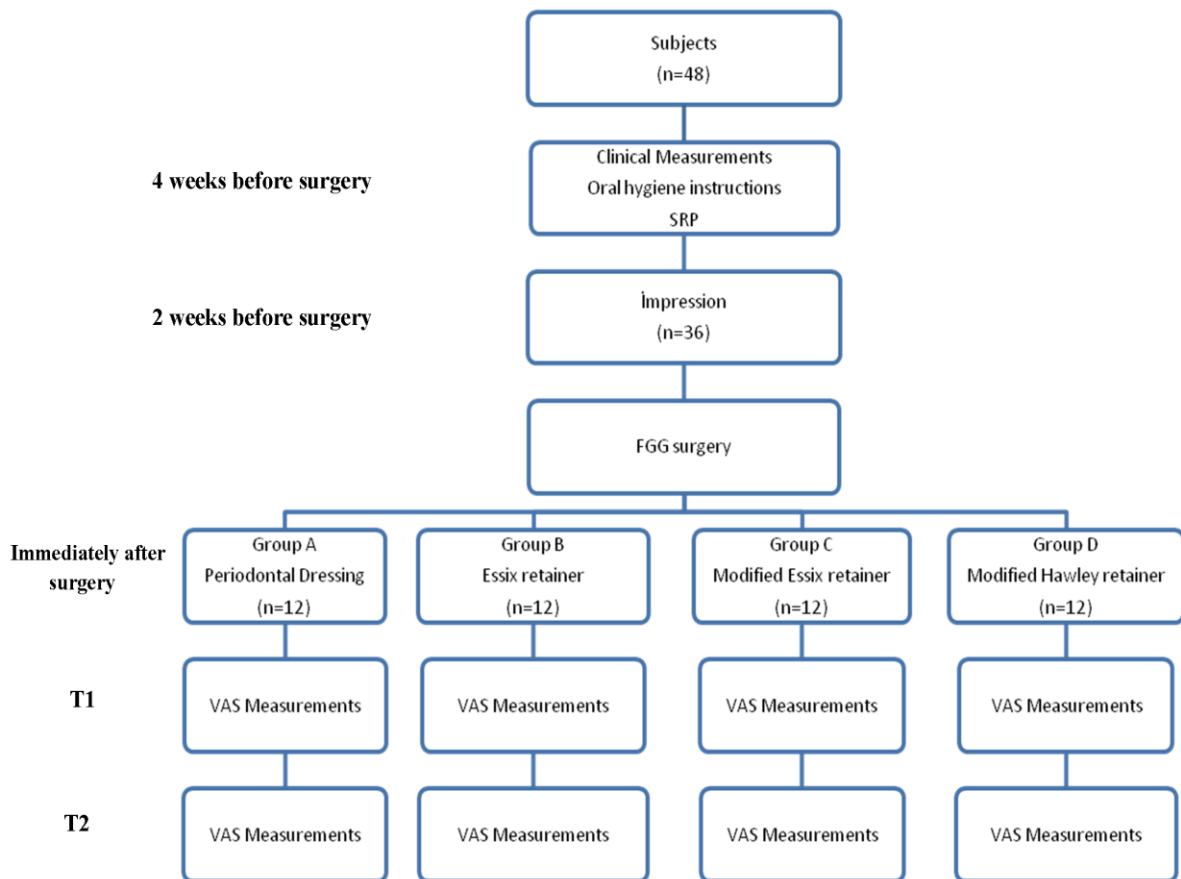 Subjects
(n=48)
4 weeks before surgery
Clinical Measurements
Oral hygiene instructions
SRP
2 weeks before surgery
İmpression
(n=36)
FGG surgery
Immediately after
surgery
Group A
Periodontal Dressing
(n=12)
Group B
Essix retainer
(n=12)
Group C
Modified Essix retainer
(n=12)
Group D
Modified Hawley retainer
(n=12)
T1
VAS Measurements
VAS Measurements
VAS Measurements
VAS Measurements
T2
VAS Measurements
VAS Measurements
VAS Measurements
VAS Measurements